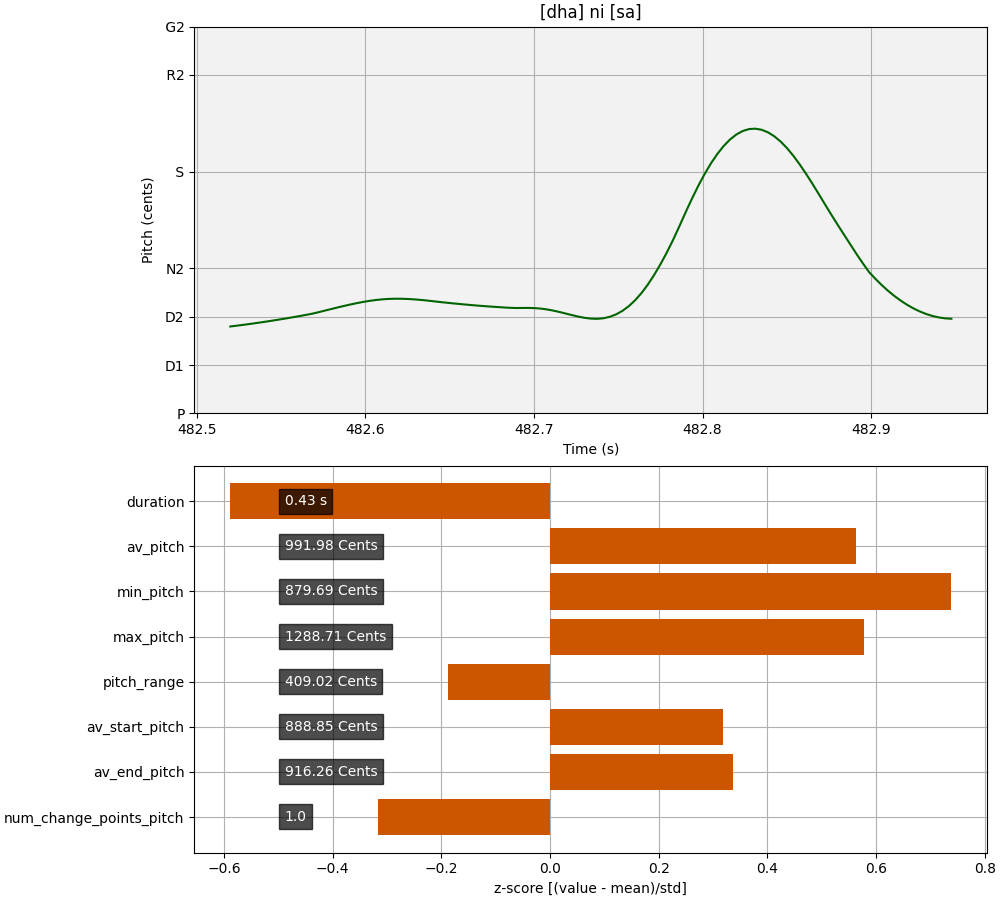 [dha] ni [sa]
G2
R2
S
N2
D2
D1
P
Pitch (cents)
482.5 482.6 482.7 482.8 482.9
Time (s)
duration 0.43 s
av_pitch 991.98 Cents
min_pitch 879.69 Cents
max_pitch 1288.71 Cents
pitch_range 409.02 Cents
av_start_pitch 888.85 Cents
av_end_pitch 916.26 Cents
num_change_points_pitch 1.0
−0.6 −0.4 −0.2 0.0 0.2 0.4 0.6 0.8
z-score [(value - mean)/std]